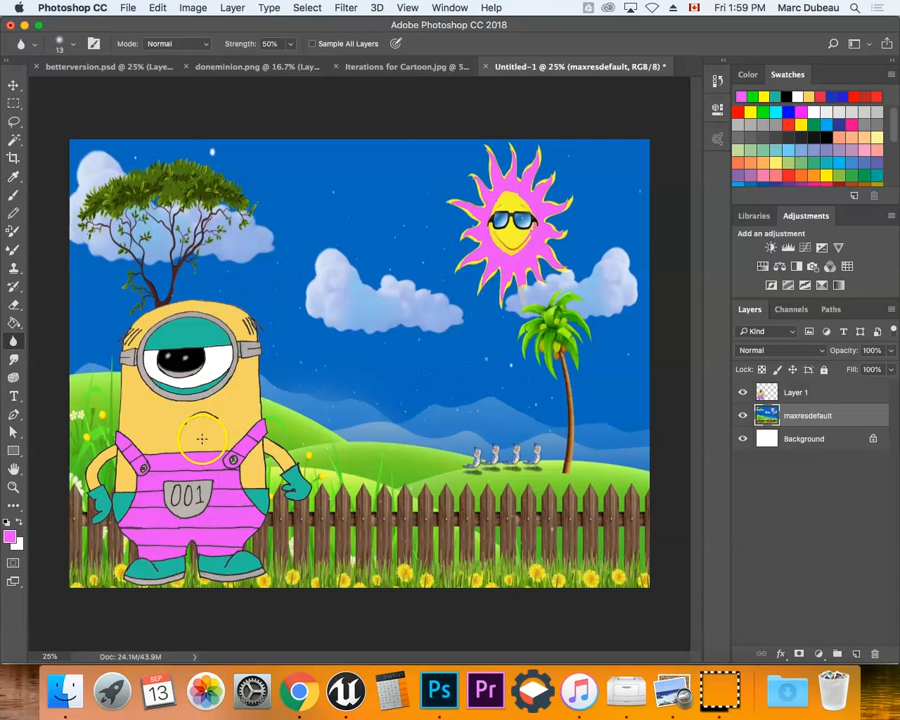 Photoshop CC File Edit Image Layer Type Select Filter 3D View Window Help Fri 1:59 PM Marc Dubeau
Adobe Photoshop CC 2018
13 Mode: Normal Strength: 50% Sample All Layers
betterversion.psd @ 25% (Laye... doneminion.png @ 16.7% (Lay... Iterations for Cartoon.jpg @ 5... Untitled-1 @ 25% (maxresdefault, RGB/8) *
Color Swatches
Libraries Adjustments
Add an adjustment
Layers Channels Paths
Kind
Normal Opacity: 100%
Lock: Fill: 100%
Layer 1
maxresdefault
Background
001
25% Doc: 24.1M/43.9M
SEP
13
Ps Pr